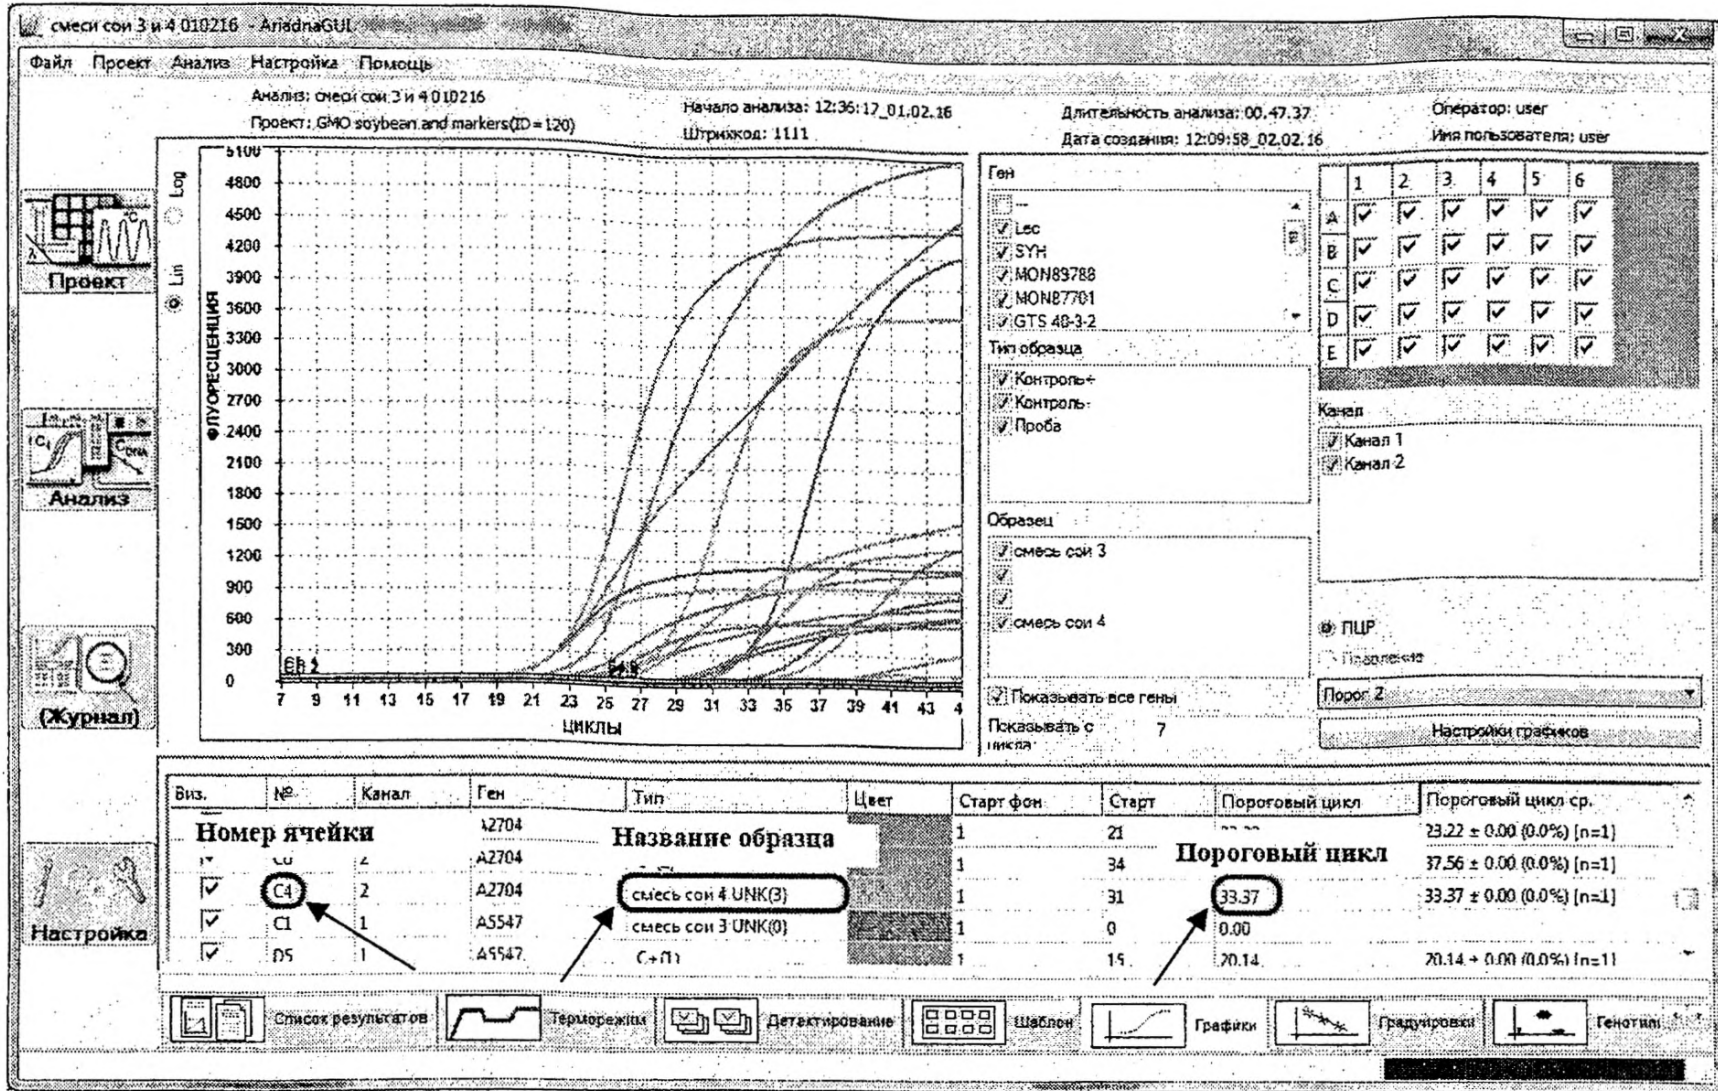 смеси сои 3 и 4 010216 - AriadnaGUI
Файл Проект Анализ Настройка Помощь
Анализ: смеси сои 3 и 4 010216
Проект: GMO soybean and markers(ID=120)
Начало анализа: 12:36:17_01.02.16
Штрихкод: 1111
Длительность анализа: 00.47.37
Дата создания: 12:09:58_02.02.16
Оператор: user
Имя пользователя: user
Проект
Анализ
(Журнал)
Настройка
Log
Lin
ФЛУОРЕСЦЕНЦИЯ
5100
4800
4500
4200
3900
3600
3300
3000
2700
2400
2100
1800
1500
1200
900
600
300
0
7 9 11 13 15 17 19 21 23 25 27 29 31 33 35 37 39 41 43 4
ЦИКЛЫ
Ген
---
Lec
SYH
MON89788
MON87701
GTS 40-3-2
Тип образца
Контроль+
Контроль-
Проба
Образец
смесь сои 3
смесь сои 4
Показывать все гены
Показывать с цикла: 7
1 2 3 4 5 6
A
B
C
D
E
Канал
Канал 1
Канал 2
ПЦР
Плавление
Порог 2
Настройки графиков
Виз. № Канал Ген Тип Цвет Старт фон Старт Пороговый цикл Пороговый цикл ср.
Номер ячейки A2704 Название образца 1 21 23.22 ± 0.00 (0.0%) [n=1]
2 A2704 1 34 Пороговый цикл 37.56 ± 0.00 (0.0%) [n=1]
C4 2 A2704 смесь сои 4 UNK(3) 1 31 33.37 33.37 ± 0.00 (0.0%) [n=1]
C1 1 A5547 смесь сои 3 UNK(0) 1 0 0.00
D5 1 A5547 C+(1) 1 15 20.14 20.14 ± 0.00 (0.0%) [n=1]
Список результатов Терморежим Детектирование Шаблон Графики Градуировки Генотипи